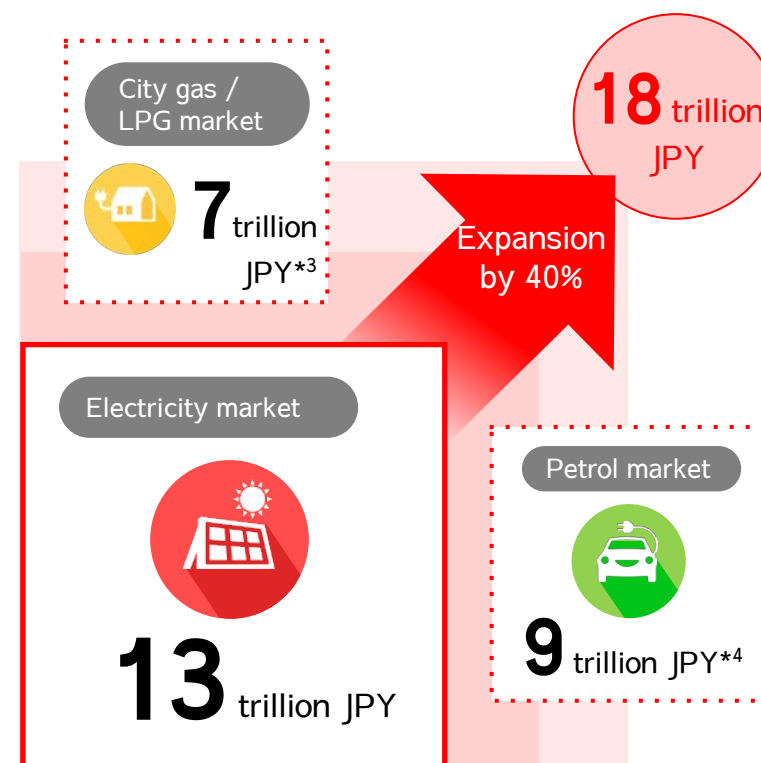 City gas /
LPG market
7 trillion
JPY*3
18 trillion
JPY
Expansion
by 40%
Electricity market
13 trillion JPY
Petrol market
9 trillion JPY*4